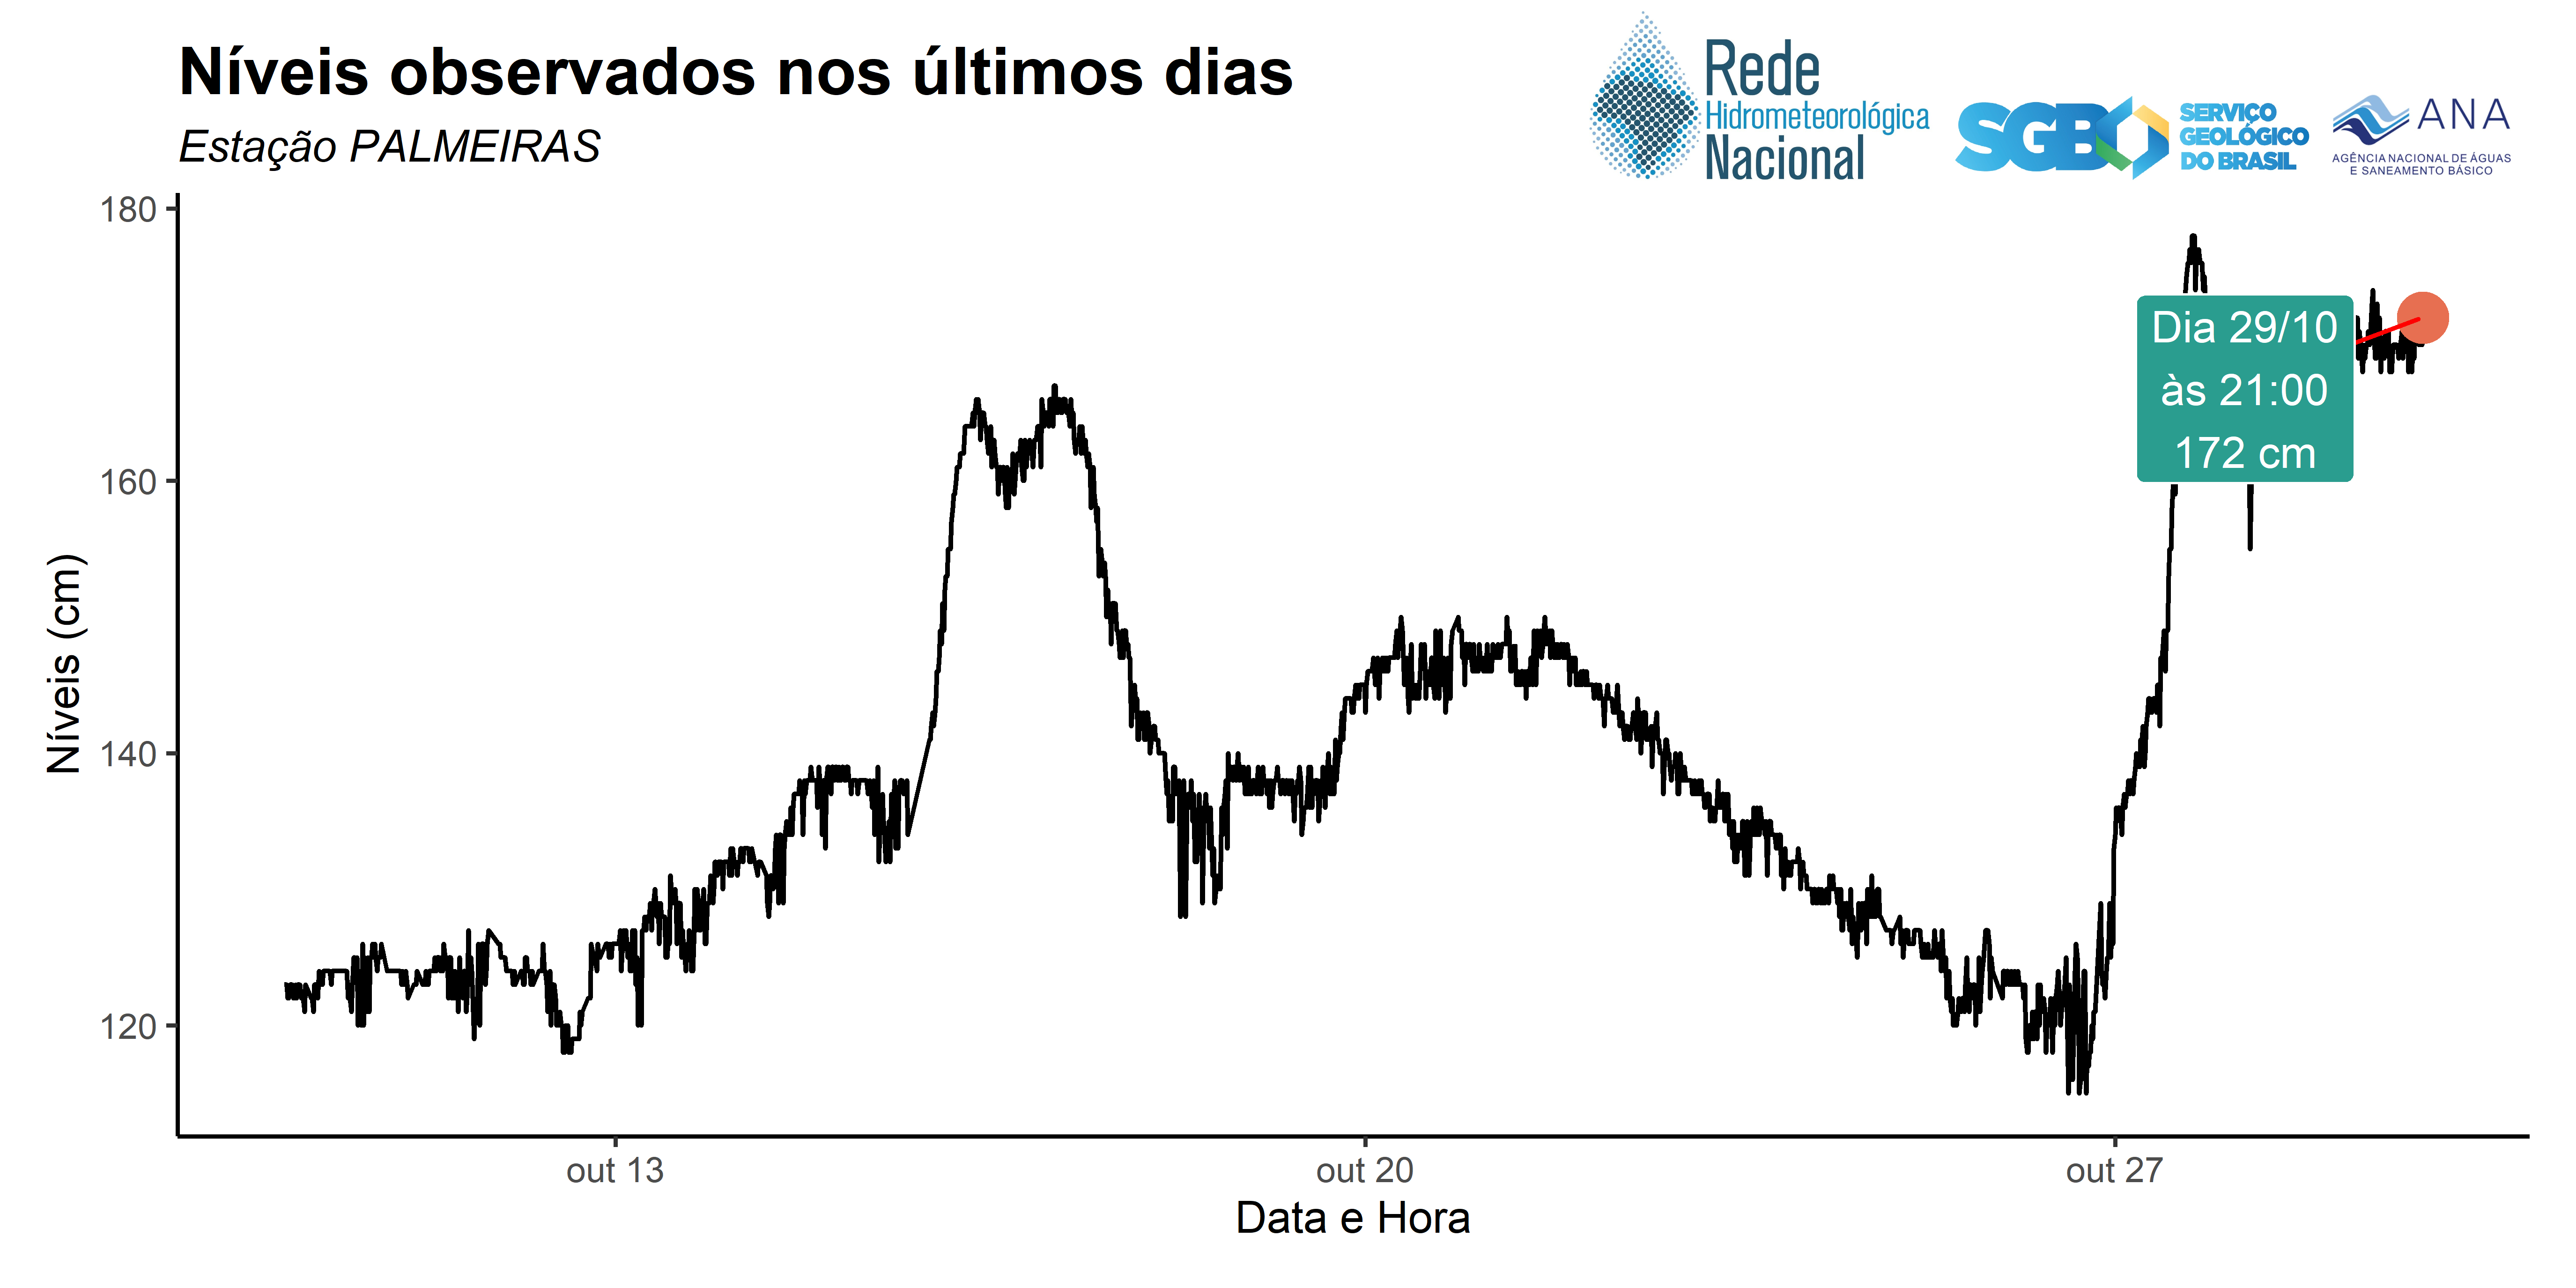 Níveis observados nos últimos dias
Estação PALMEIRAS
Rede
Hidrometeorológica
Nacional
SGB
SERVIÇO
GEOLÓGICO
DO BRASIL
ANA
AGÊNCIA NACIONAL DE ÁGUAS
E SANEAMENTO BÁSICO
Níveis (cm)
180
160
140
120
Dia 29/10
às 21:00
172 cm
out 13
out 20
out 27
Data e Hora